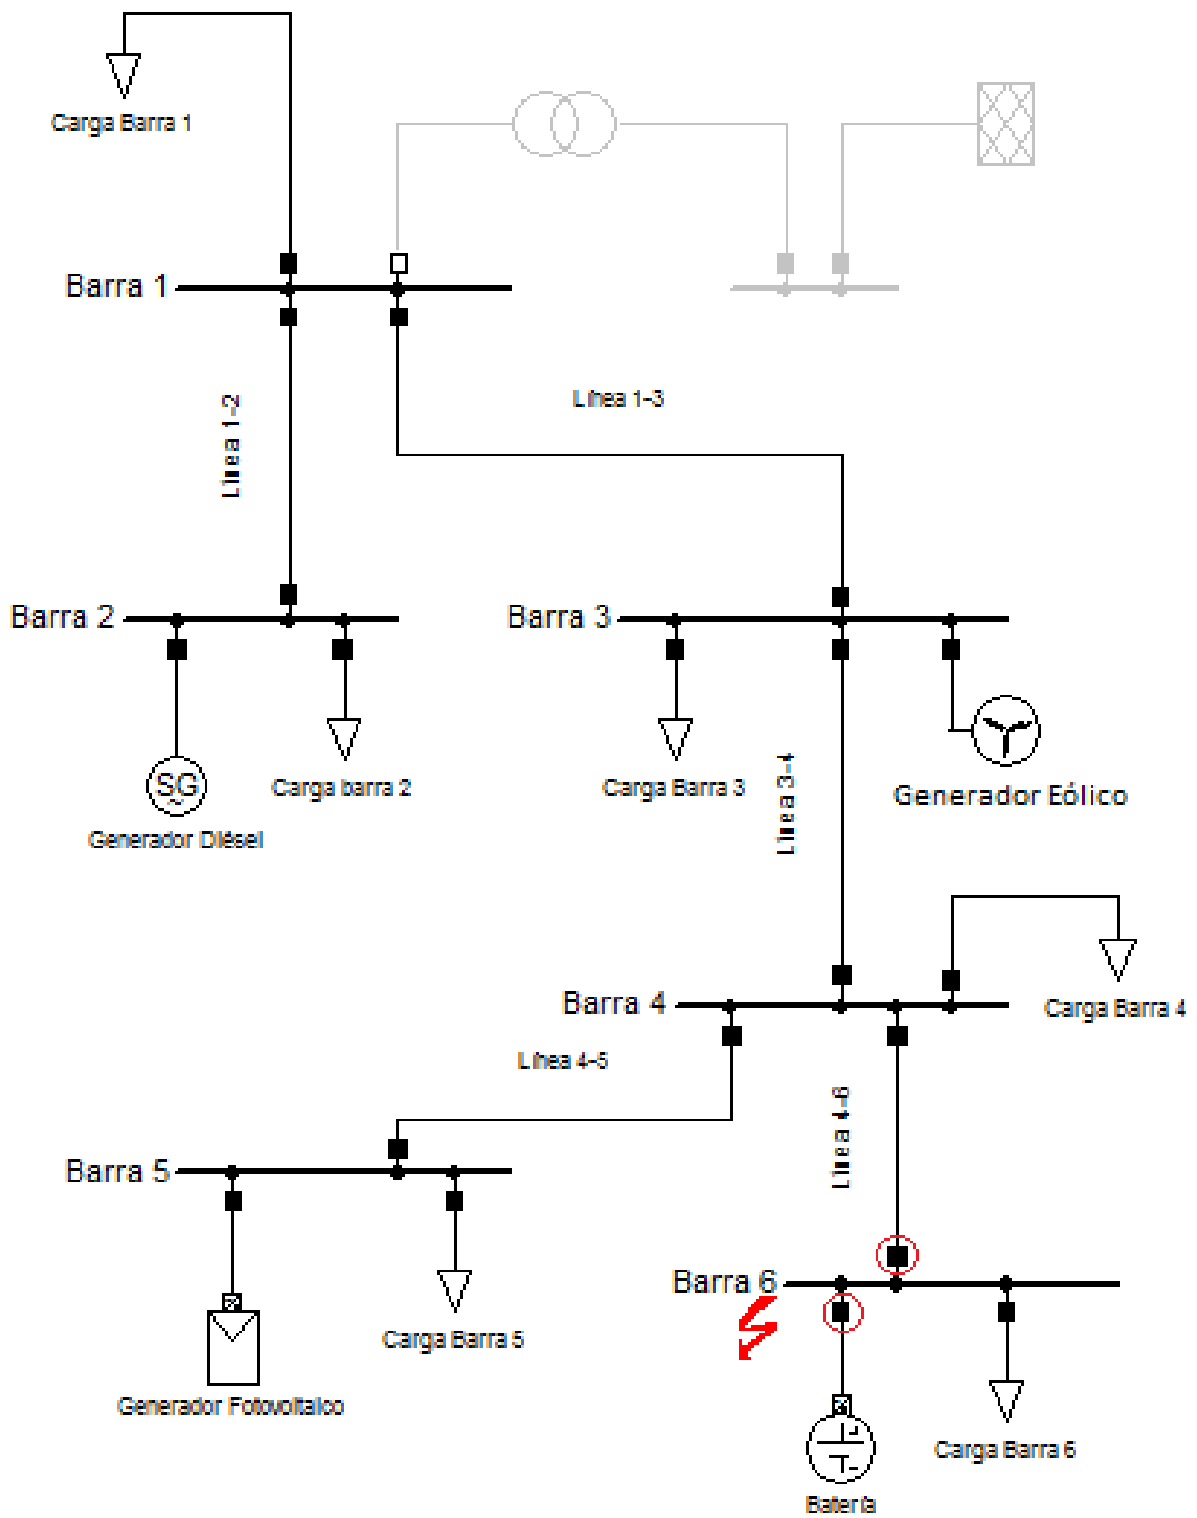 Carga Barra 1
Barra 1
Línea 1-2
Línea 1-3
Barra 2
Barra 3
SG
~
Carga barra 2
Generador Diésel
Carga Barra 3
Línea 3-4
Generador Eólico
Barra 4
Carga Barra 4
Línea 4-5
Línea 4-6
Barra 5
Barra 6
Carga Barra 5
Generador Fotovoltaico
Carga Barra 6
Batería